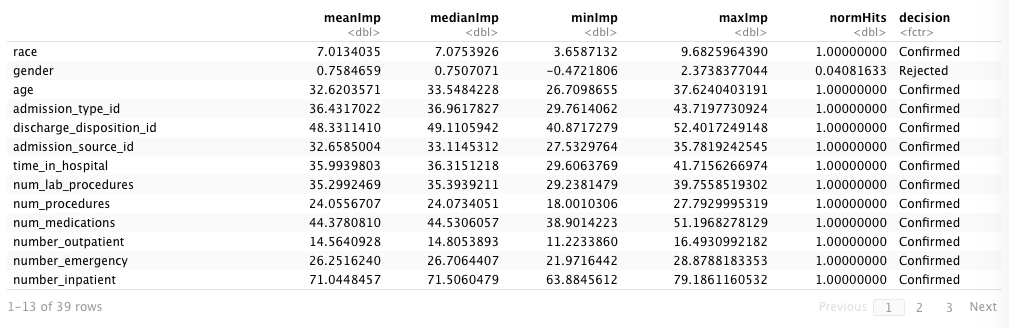 meanImp medianImp minImp maxImp normHits decision
<dbl> <dbl> <dbl> <dbl> <dbl> <fctr>
race 7.0134035 7.0753926 3.6587132 9.6825964390 1.00000000 Confirmed
gender 0.7584659 0.7507071 -0.4721806 2.3738377044 0.04081633 Rejected
age 32.6203571 33.5484228 26.7098655 37.6240403191 1.00000000 Confirmed
admission_type_id 36.4317022 36.9617827 29.7614062 43.7197730924 1.00000000 Confirmed
discharge_disposition_id 48.3311410 49.1105942 40.8717279 52.4017249148 1.00000000 Confirmed
admission_source_id 32.6585004 33.1145312 27.5329764 35.7819242545 1.00000000 Confirmed
time_in_hospital 35.9939803 36.3151218 29.6063769 41.7156266974 1.00000000 Confirmed
num_lab_procedures 35.2992469 35.3939211 29.2381479 39.7558519302 1.00000000 Confirmed
num_procedures 24.0556707 24.0734051 18.0010306 27.7929995319 1.00000000 Confirmed
num_medications 44.3780810 44.5306057 38.9014223 51.1968278129 1.00000000 Confirmed
number_outpatient 14.5640928 14.8053893 11.2233860 16.4930992182 1.00000000 Confirmed
number_emergency 26.2516240 26.7064407 21.9716442 28.8788183353 1.00000000 Confirmed
number_inpatient 71.0448457 71.5060479 63.8845612 79.1861160532 1.00000000 Confirmed
1-13 of 39 rows Previous 1 2 3 Next